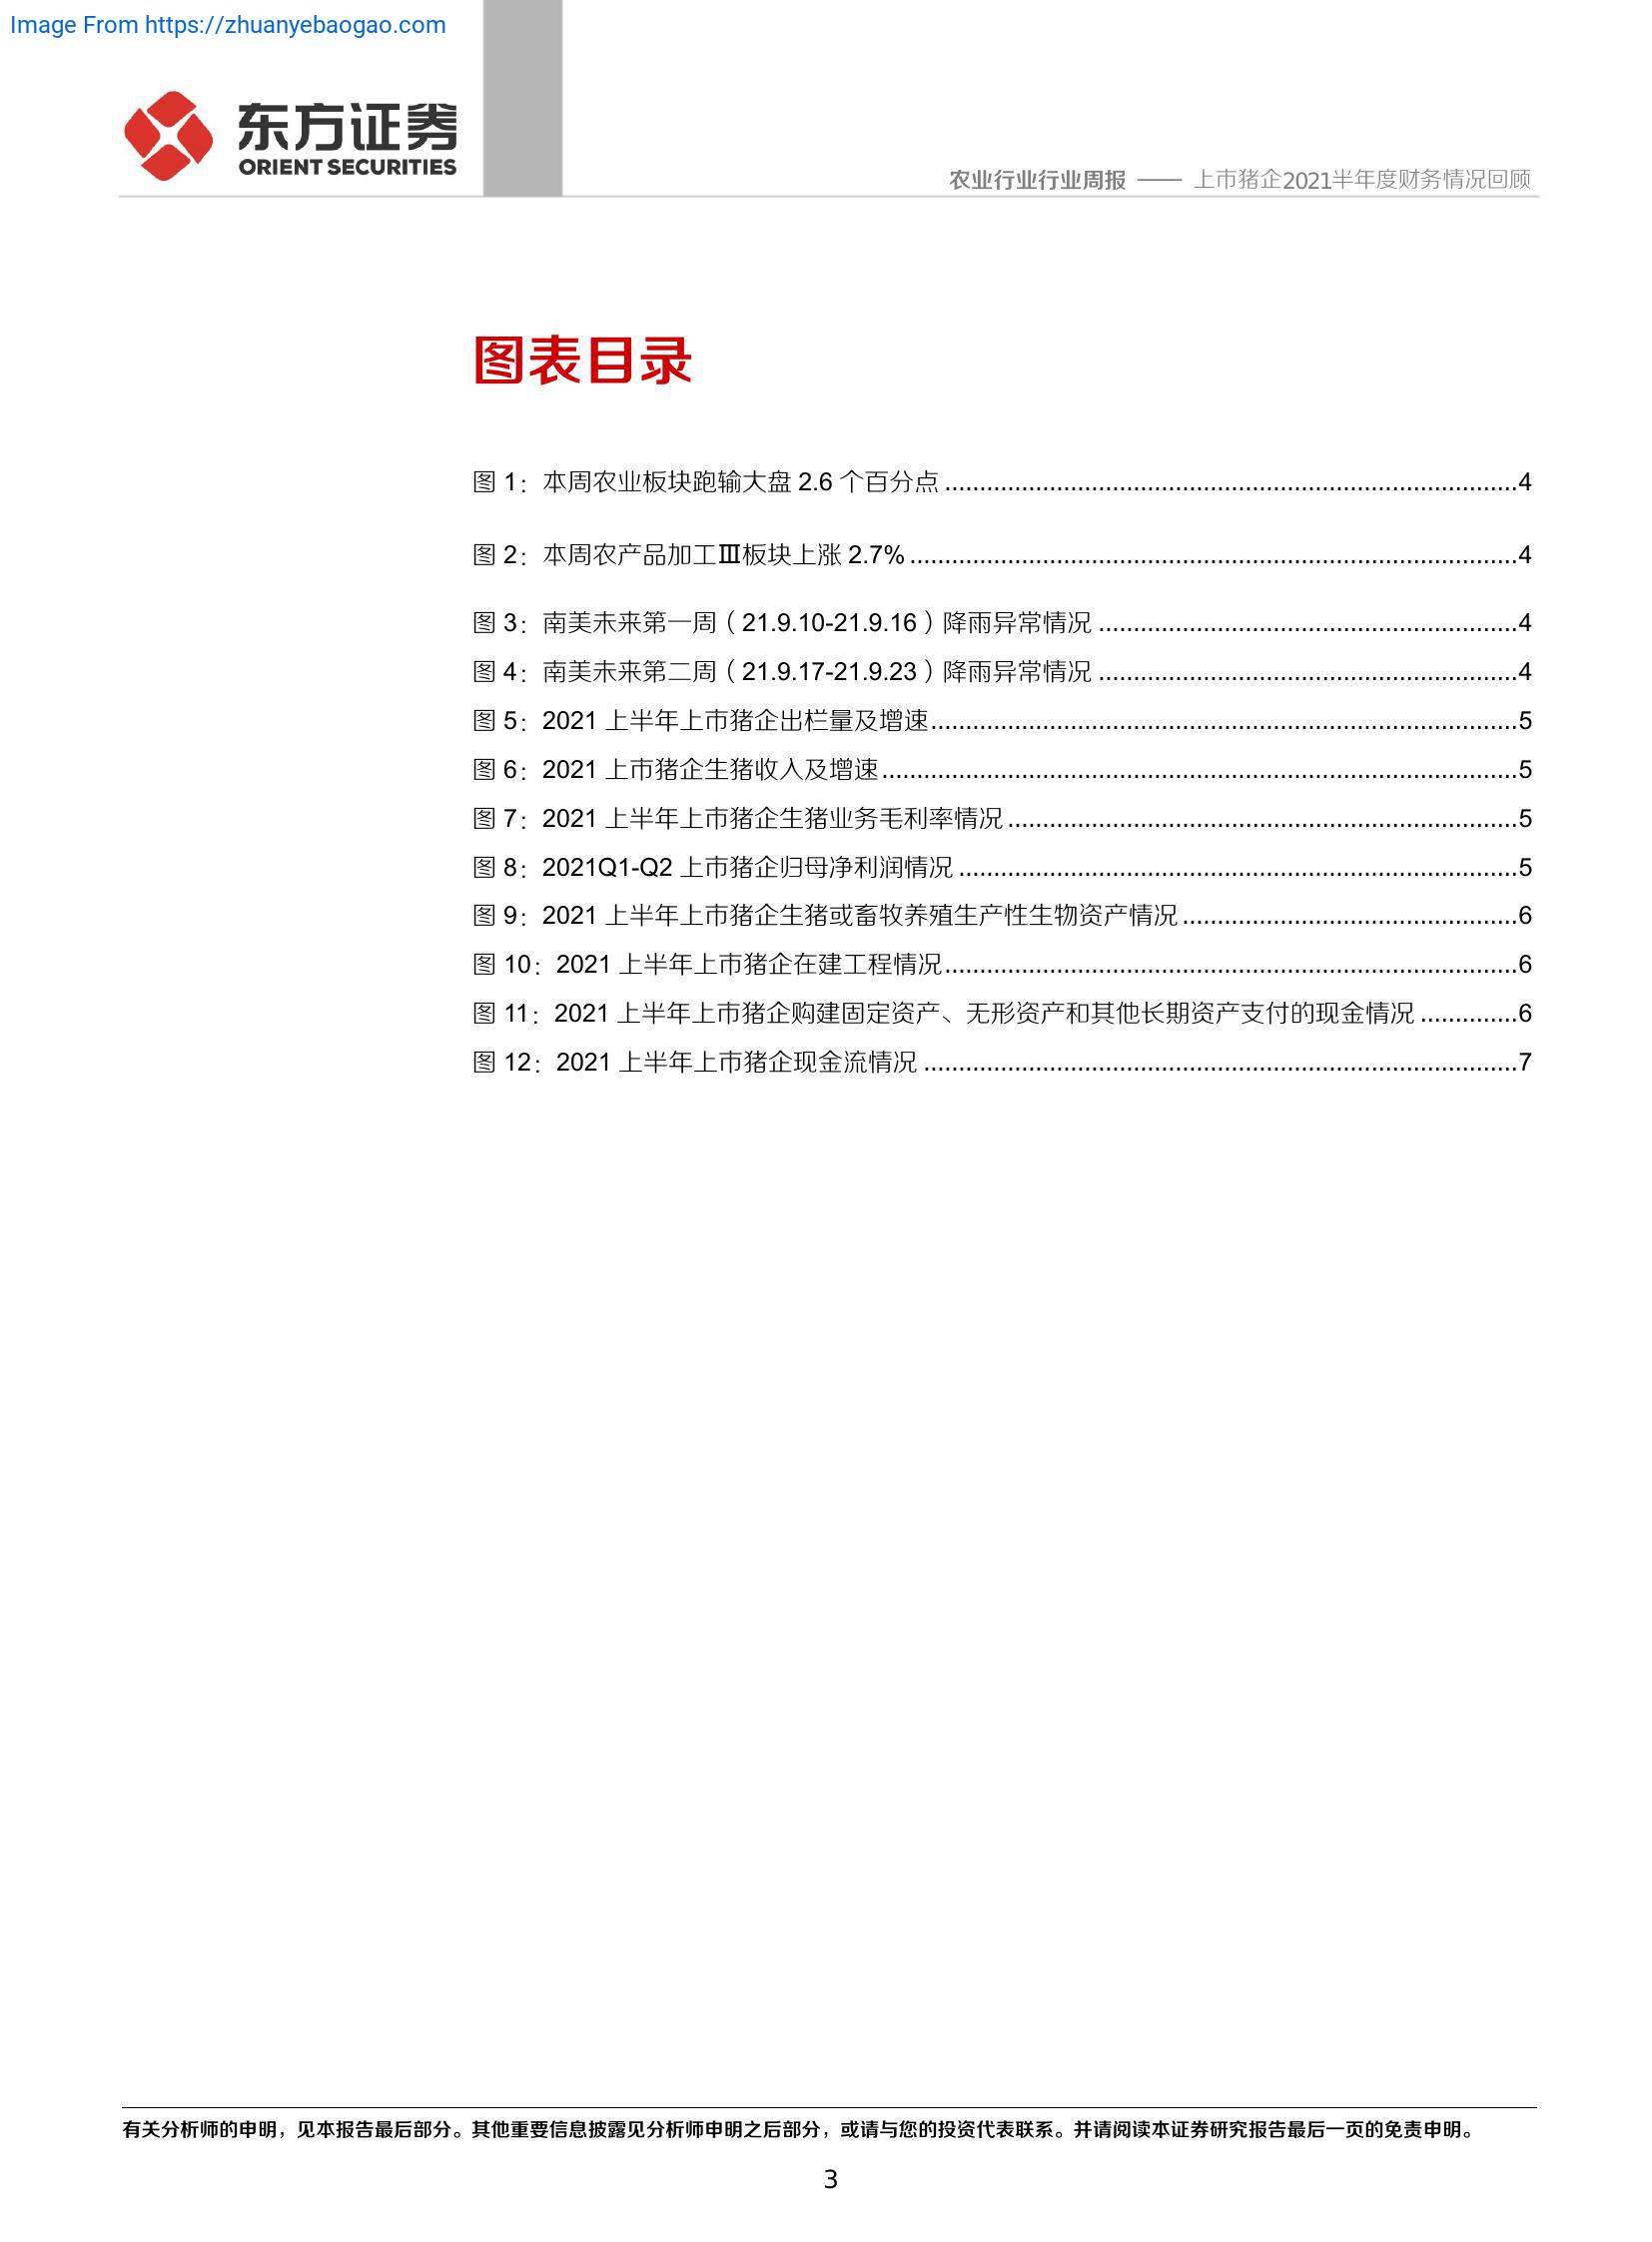 Image From https://zhuanyebaogao.com
东方证券
ORIENT SECURITIES
农业行业行业周报 —— 上市猪企2021半年度财务情况回顾
图表目录
图 1：本周农业板块跑输大盘 2.6 个百分点 ..................................................................................4
图 2：本周农产品加工Ⅲ板块上涨 2.7% .......................................................................................4
图 3：南美未来第一周（21.9.10-21.9.16）降雨异常情况 ............................................................4
图 4：南美未来第二周（21.9.17-21.9.23）降雨异常情况 ............................................................4
图 5：2021 上半年上市猪企出栏量及增速....................................................................................5
图 6：2021 上市猪企生猪收入及增速...........................................................................................5
图 7：2021 上半年上市猪企生猪业务毛利率情况 .........................................................................5
图 8：2021Q1-Q2 上市猪企归母净利润情况 ................................................................................5
图 9：2021 上半年上市猪企生猪或畜牧养殖生产性生物资产情况 ................................................6
图 10：2021 上半年上市猪企在建工程情况..................................................................................6
图 11：2021 上半年上市猪企购建固定资产、无形资产和其他长期资产支付的现金情况 ..............6
图 12：2021 上半年上市猪企现金流情况 .....................................................................................7
有关分析师的申明，见本报告最后部分。其他重要信息披露见分析师申明之后部分，或请与您的投资代表联系。并请阅读本证券研究报告最后一页的免责申明。
3